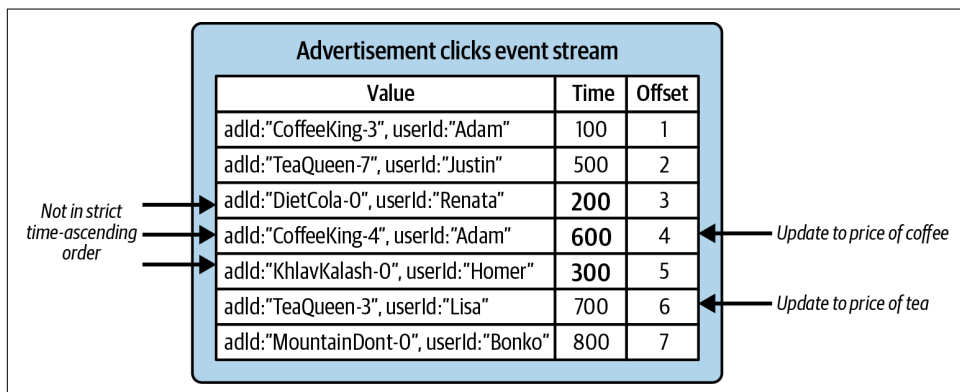 Advertisement clicks event stream
Value Time Offset
adId:"CoffeeKing-3", userId:"Adam" 100 1
adId:"TeaQueen-7", userId:"Justin" 500 2
adId:"DietCola-0", userId:"Renata" 200 3
adId:"CoffeeKing-4", userId:"Adam" 600 4
adId:"KhlavKalash-0", userId:"Homer" 300 5
adId:"TeaQueen-3", userId:"Lisa" 700 6
adId:"MountainDont-0", userId:"Bonko" 800 7
Not in strict
time-ascending
order
Update to price of coffee
Update to price of tea